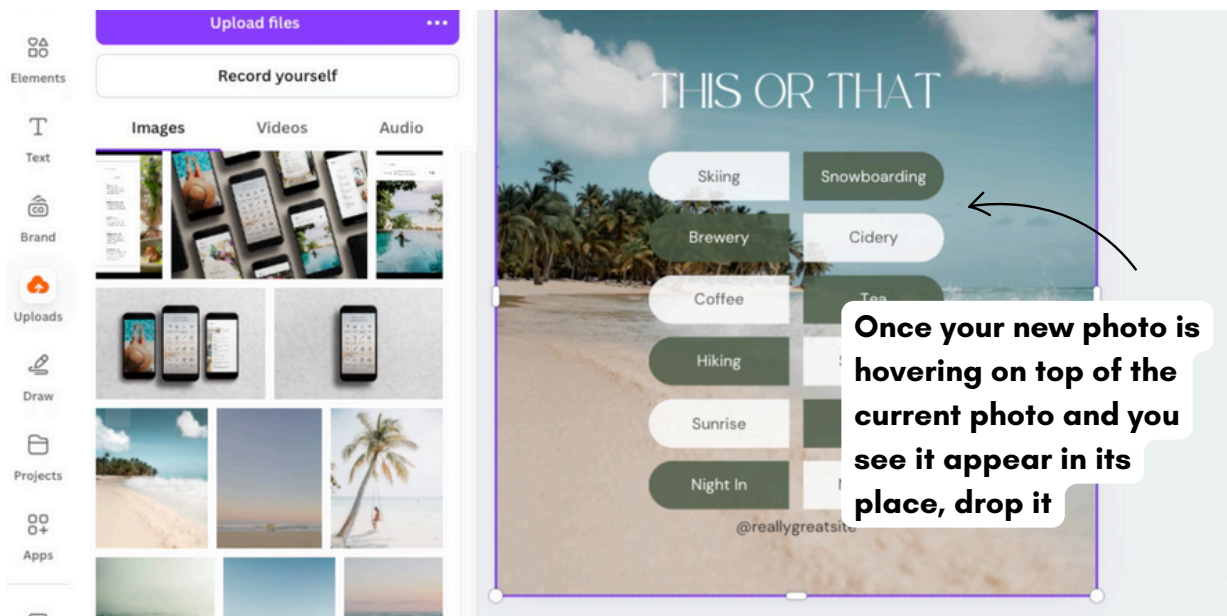 Upload files
Record yourself
Images Videos Audio
Elements
Text
Brand
Uploads
Draw
Projects
Apps
THIS OR THAT
Skiing Snowboarding
Brewery Cidery
Coffee Tea
Hiking
Sunrise
Night In
@reallygreatsite
Once your new photo is
hovering on top of the
current photo and you
see it appear in its
place, drop it